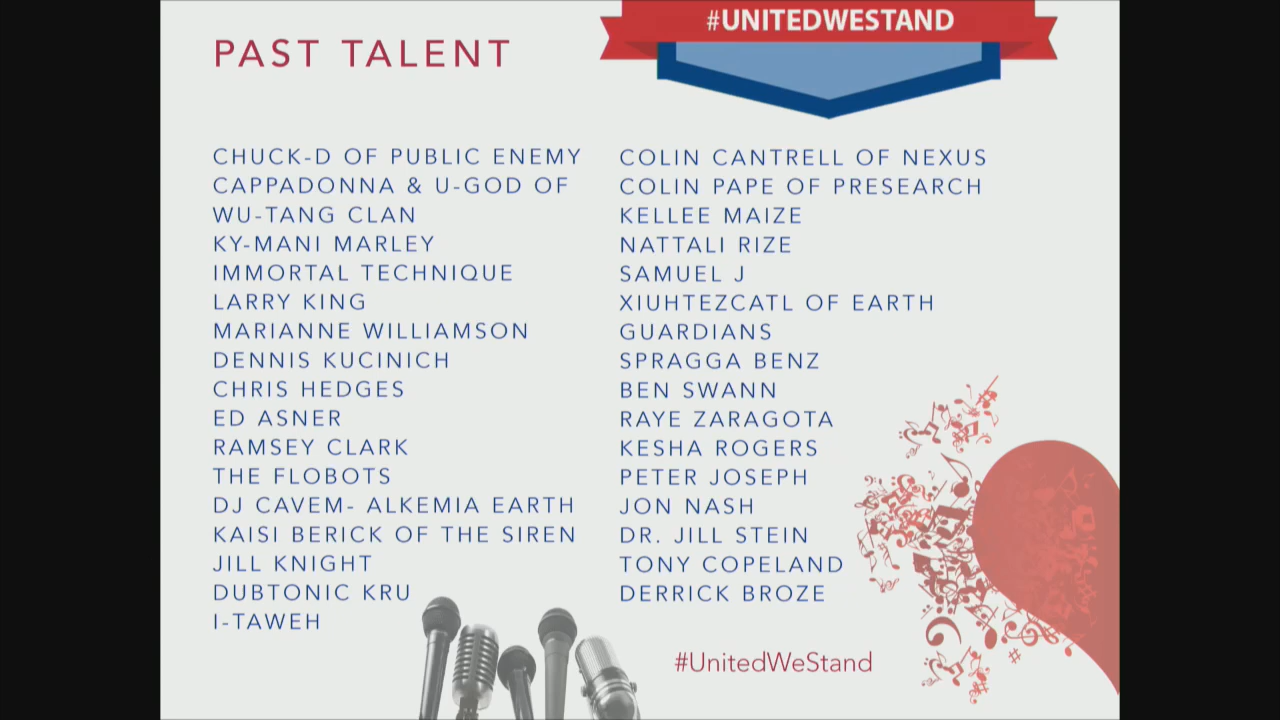 #UNITEDWESTAND
PAST TALENT
CHUCK-D OF PUBLIC ENEMY
CAPPADONNA & U-GOD OF
WU-TANG CLAN
KY-MANI MARLEY
IMMORTAL TECHNIQUE
LARRY KING
MARIANNE WILLIAMSON
DENNIS KUCINICH
CHRIS HEDGES
ED ASNER
RAMSEY CLARK
THE FLOBOTS
DJ CAVEM- ALKEMIA EARTH
KAISI BERICK OF THE SIREN
JILL KNIGHT
DUBTONIC KRU
I-TAWEH
COLIN CANTRELL OF NEXUS
COLIN PAPE OF PRESEARCH
KELLEE MAIZE
NATTALI RIZE
SAMUEL J
XIUHTEZCATL OF EARTH
GUARDIANS
SPRAGGA BENZ
BEN SWANN
RAYE ZARAGOTA
KESHA ROGERS
PETER JOSEPH
JON NASH
DR. JILL STEIN
TONY COPELAND
DERRICK BROZE
#UnitedWeStand